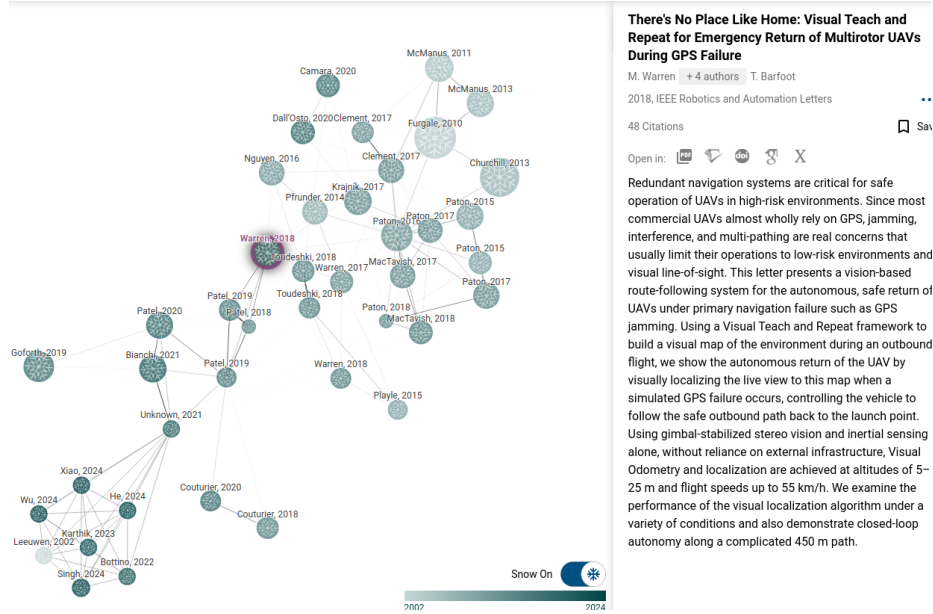 McManus, 2011
Camara, 2020
McManus, 2013
Dall'Osto, 2020
Clement, 2017
Furgale, 2010
Nguyen, 2016
Clement, 2017
Churchill, 2013
Krajník, 2017
Pfrunder, 2014
Paton, 2015
Paton, 2016
Paton, 2017
Warren, 2018
Toudeshki, 2018
Paton, 2015
Warren, 2017
MacTavish, 2017
Paton, 2017
Patel, 2019
Toudeshki, 2018
Patel, 2020
Patel, 2018
Paton, 2018
MacTavish, 2018
Goforth, 2019
Bianchi, 2021
Patel, 2019
Warren, 2018
Playle, 2015
Unknown, 2021
Xiao, 2024
Couturier, 2020
Wu, 2024
He, 2024
Couturier, 2018
Karthik, 2023
Leeuwen, 2002
Bottino, 2022
Singh, 2024
Snow On
2002
2024
There's No Place Like Home: Visual Teach and
Repeat for Emergency Return of Multirotor UAVs
During GPS Failure
M. Warren + 4 authors T. Barfoot
2018, IEEE Robotics and Automation Letters
48 Citations
Sav
Open in:
PDF
doi
g
X
Redundant navigation systems are critical for safe
operation of UAVs in high-risk environments. Since most
commercial UAVs almost wholly rely on GPS, jamming,
interference, and multi-pathing are real concerns that
usually limit their operations to low-risk environments and
visual line-of-sight. This letter presents a vision-based
route-following system for the autonomous, safe return of
UAVs under primary navigation failure such as GPS
jamming. Using a Visual Teach and Repeat framework to
build a visual map of the environment during an outbound
flight, we show the autonomous return of the UAV by
visually localizing the live view to this map when a
simulated GPS failure occurs, controlling the vehicle to
follow the safe outbound path back to the launch point.
Using gimbal-stabilized stereo vision and inertial sensing
alone, without reliance on external infrastructure, Visual
Odometry and localization are achieved at altitudes of 5–
25 m and flight speeds up to 55 km/h. We examine the
performance of the visual localization algorithm under a
variety of conditions and also demonstrate closed-loop
autonomy along a complicated 450 m path.